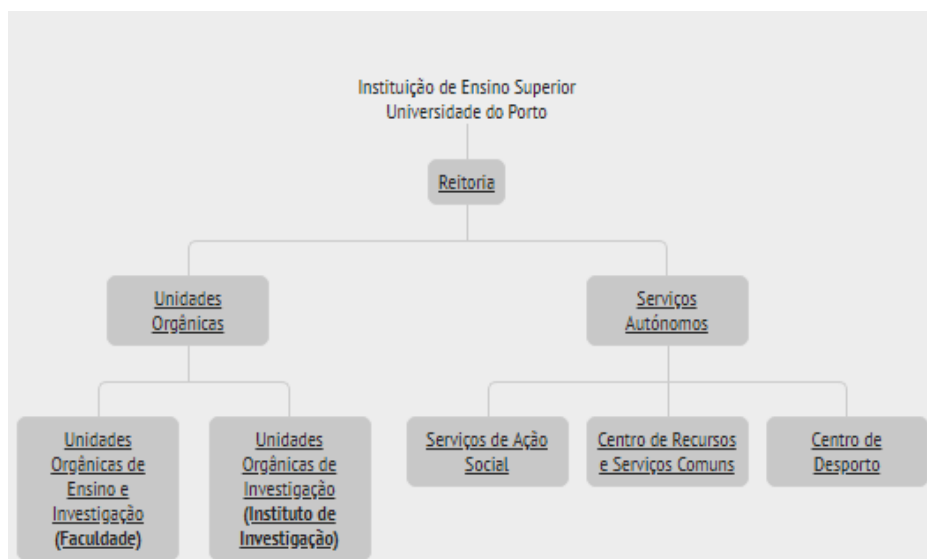 Instituição de Ensino Superior
Universidade do Porto
Reitoria
Unidades
Orgânicas
Serviços
Autónomos
Unidades
Orgânicas de
Ensino e
Investigação
(Faculdade)
Unidades
Orgânicas de
Investigação
(Instituto de
Investigação)
Serviços de Ação
Social
Centro de Recursos
e Serviços Comuns
Centro de
Desporto